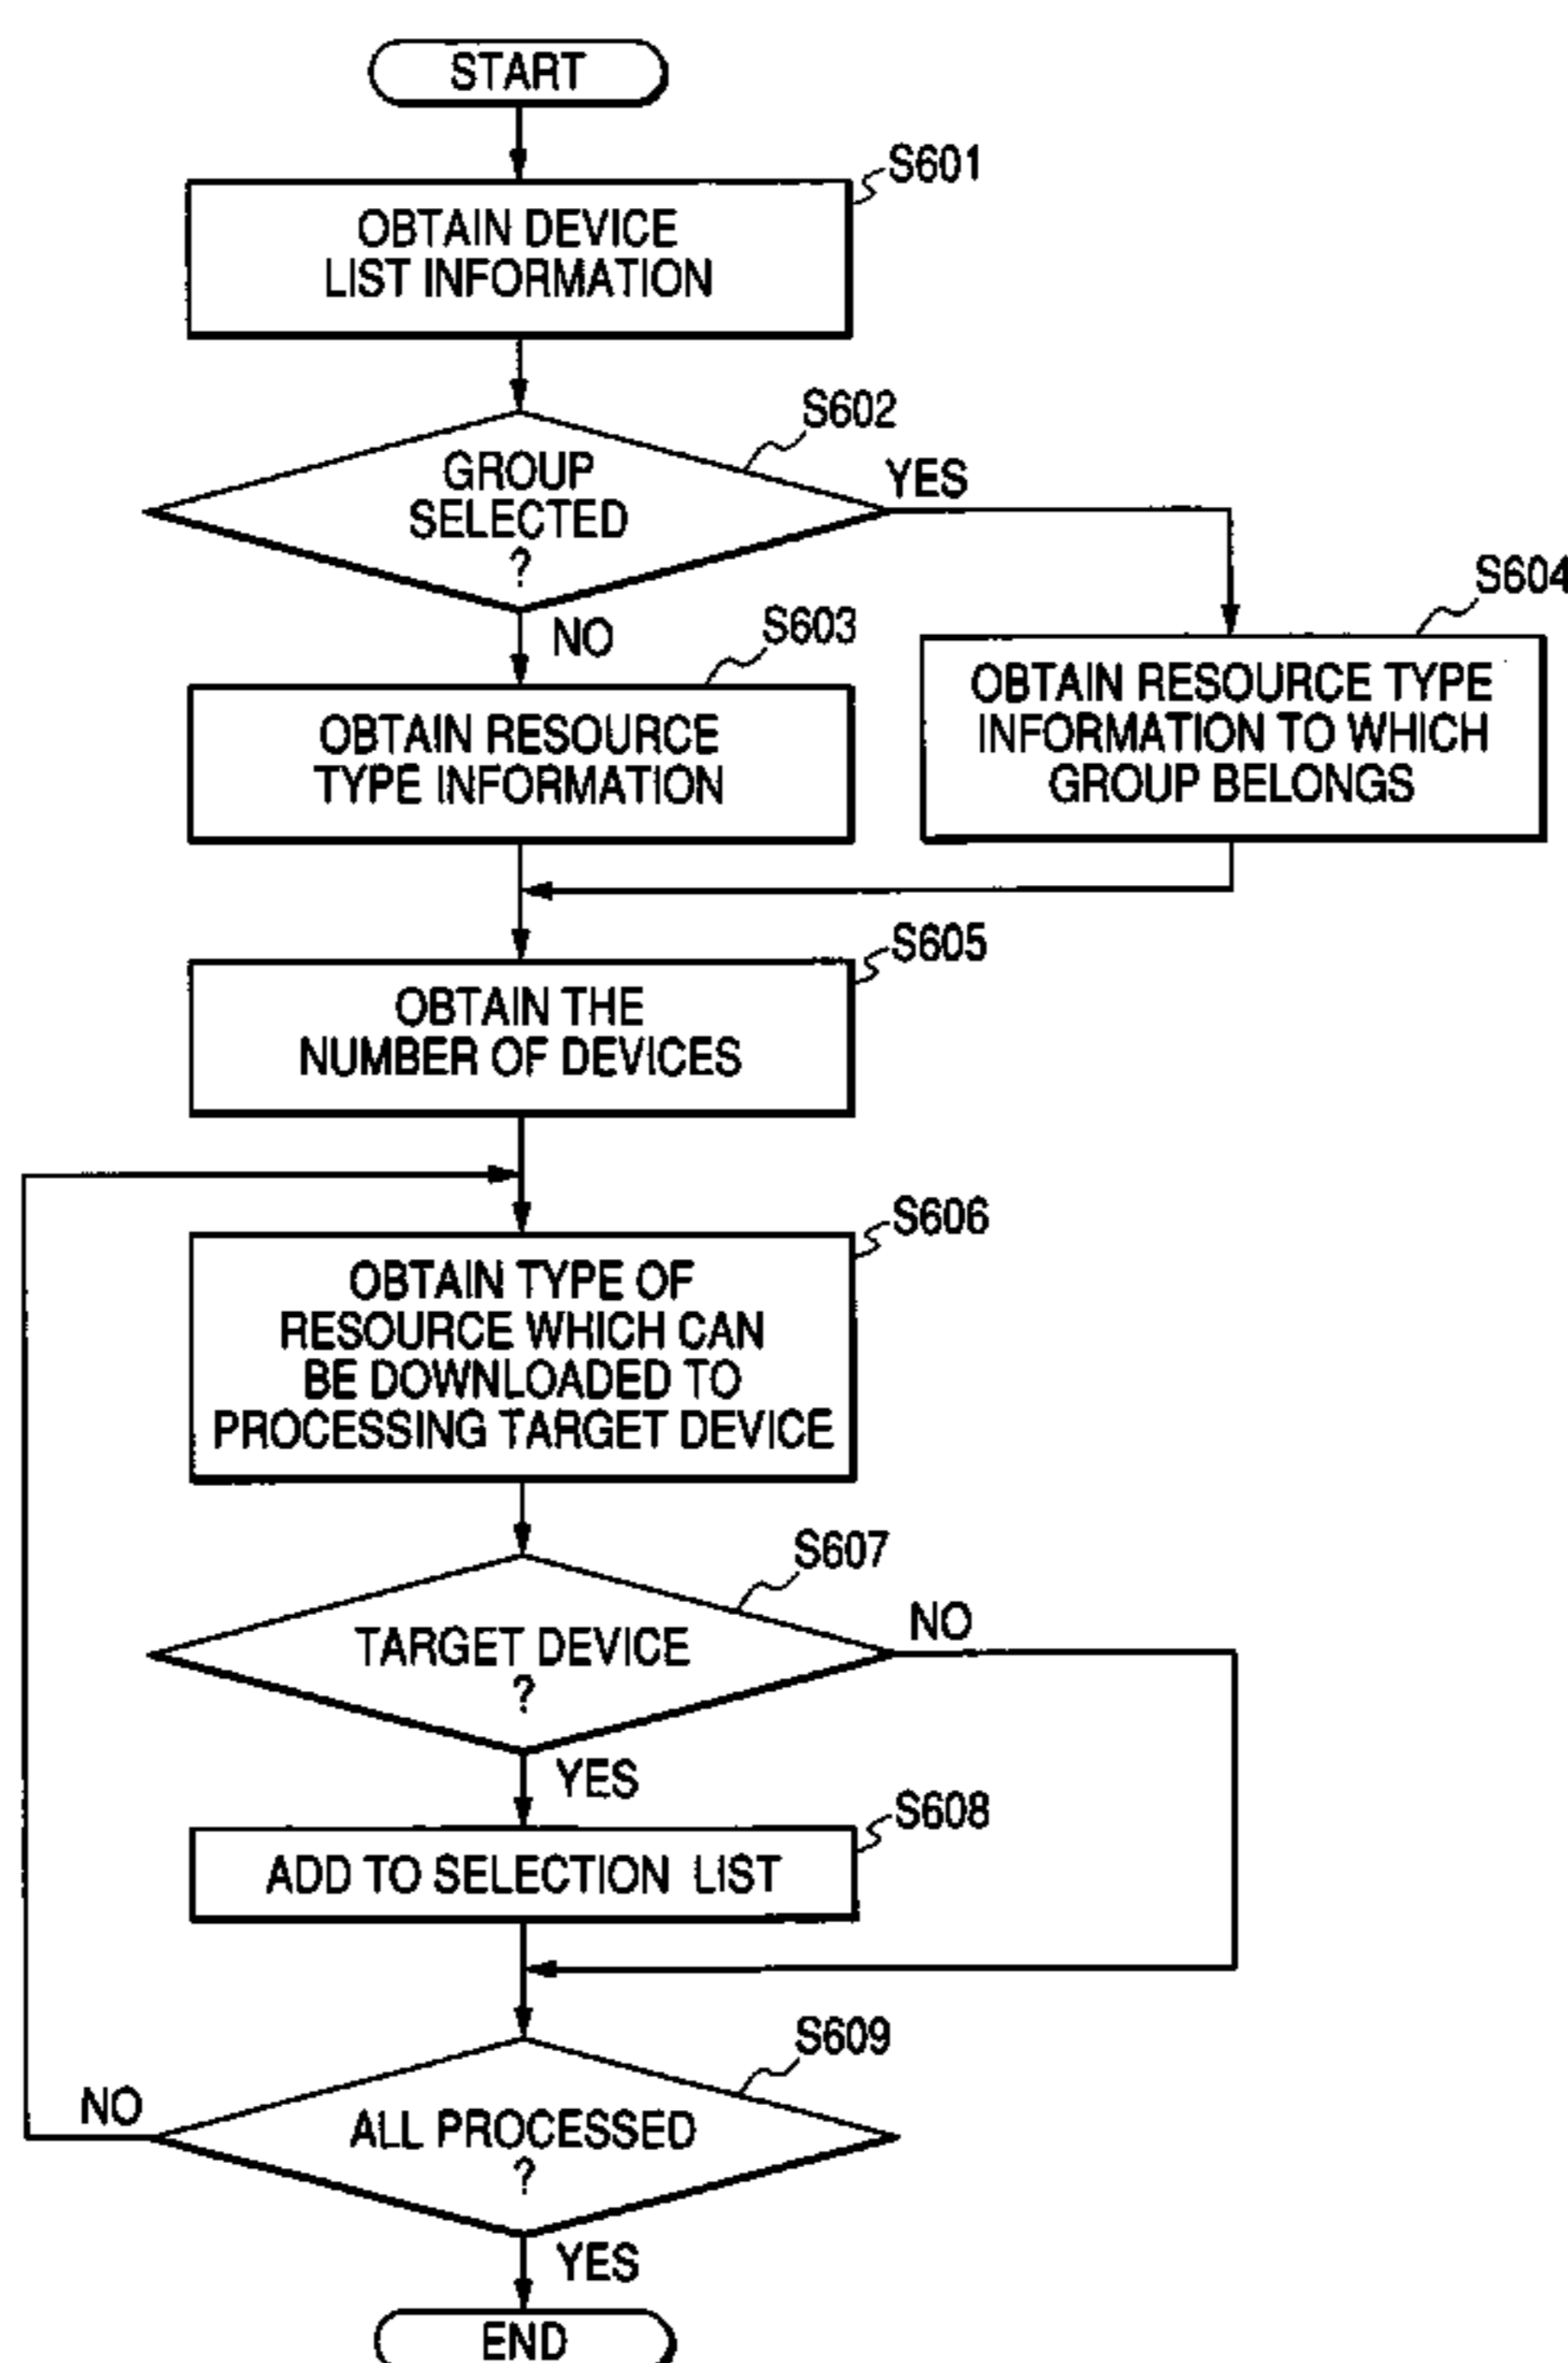 START
S601
OBTAIN DEVICE
LIST INFORMATION
S602
GROUP
SELECTED
?
YES
NO
S603
OBTAIN RESOURCE
TYPE INFORMATION
S604
OBTAIN RESOURCE TYPE
INFORMATION TO WHICH
GROUP BELONGS
S605
OBTAIN THE
NUMBER OF DEVICES
S606
OBTAIN TYPE OF
RESOURCE WHICH CAN
BE DOWNLOADED TO
PROCESSING TARGET DEVICE
S607
TARGET DEVICE
?
NO
YES
S608
ADD TO SELECTION LIST
S609
ALL PROCESSED
?
NO
YES
END